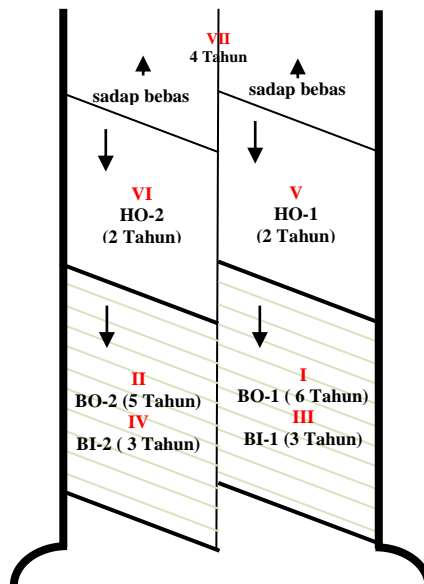 VII
4 Tahun
sadap bebas
sadap bebas
VI
HO-2
(2 Tahun)
V
HO-1
(2 Tahun)
II
BO-2 (5 Tahun)
IV
BI-2 ( 3 Tahun)
I
BO-1 ( 6 Tahun)
III
BI-1 (3 Tahun)